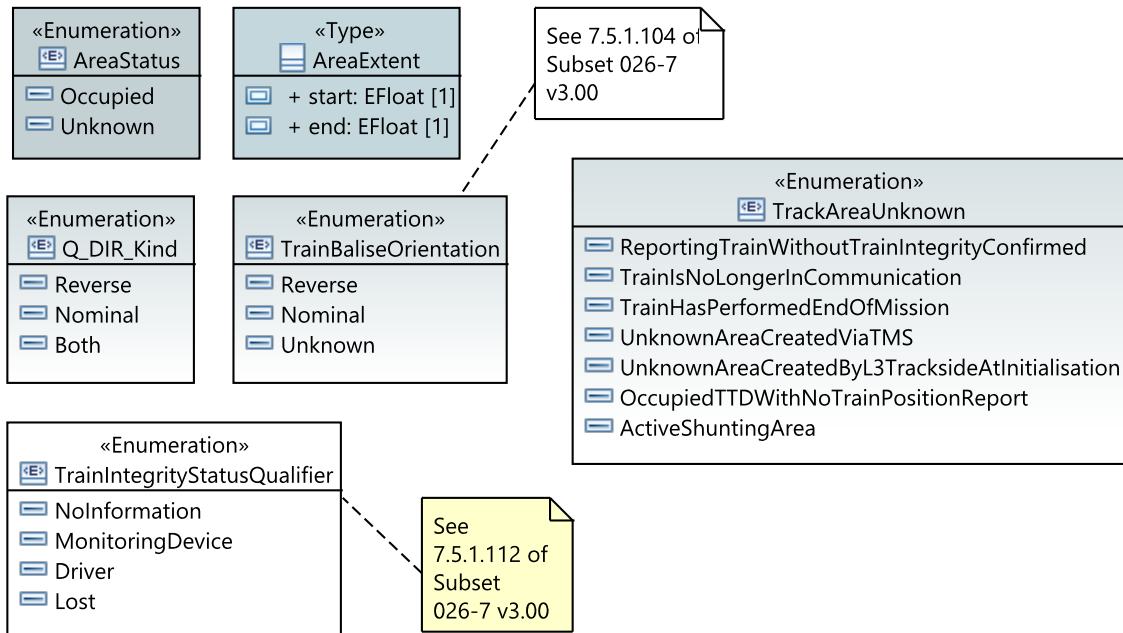 «Enumeration»
AreaStatus
Occupied
Unknown
«Type»
AreaExtent
+ start: EFloat [1]
+ end: EFloat [1]
See 7.5.1.104 of
Subset 026-7
v3.00
«Enumeration»
Q_DIR_Kind
Reverse
Nominal
Both
«Enumeration»
TrainBaliseOrientation
Reverse
Nominal
Unknown
«Enumeration»
TrackAreaUnknown
ReportingTrainWithoutTrainIntegrityConfirmed
TrainIsNoLongerInCommunication
TrainHasPerformedEndOfMission
UnknownAreaCreatedViaTMS
UnknownAreaCreatedByL3TracksideAtInitialisation
OccupiedTTDWithNoTrainPositionReport
ActiveShuntingArea
«Enumeration»
TrainIntegrityStatusQualifier
NoInformation
MonitoringDevice
Driver
Lost
See
7.5.1.112 of
Subset
026-7 v3.00